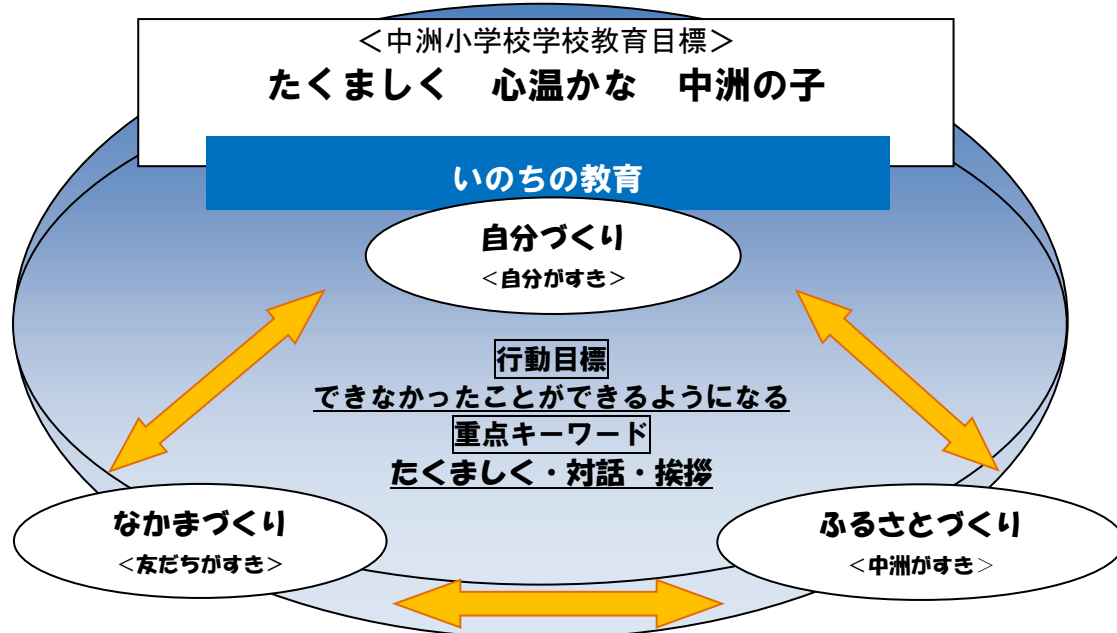 ＜中洲小学校学校教育目標＞
たくましく　心温かな　中洲の子
いのちの教育
自分づくり
＜自分がすき＞
行動目標
できなかったことができるようになる
重点キーワード
たくましく・対話・挨拶
なかまづくり
＜友だちがすき＞
ふるさとづくり
＜中洲がすき＞